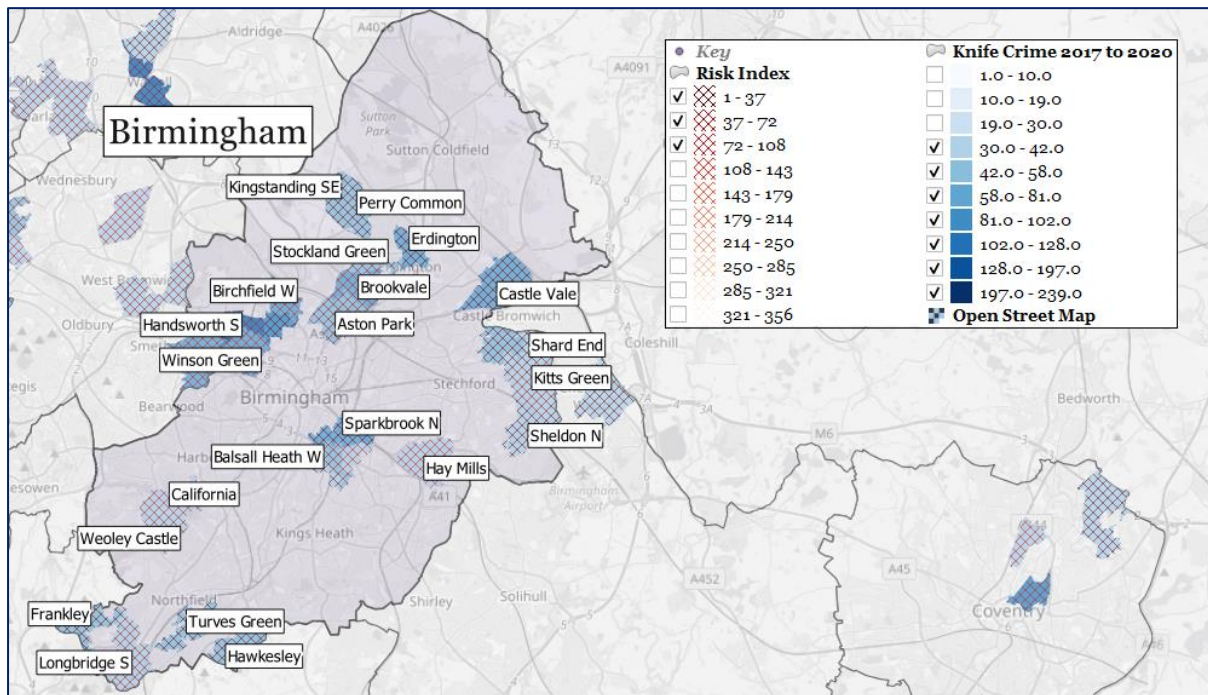 Aldridge
A4026
A4091
Birmingham
Sutton
Park
Sutton Coldfield
Wednesbury
Kingstanding SE
Perry Common
Erdington
Stockland Green
West Bromwich
Birchfield W
Brookvale
Castle Vale
Castle Bromwich
Oldbury
Handsworth S
Aston Park
Shard End
Coleshill
Winson Green
Kitts Green
Stechford
Bearwood
Birmingham
Sparkbrook N
Sheldon N
Balsall Heath W
Hay Mills
California
A41
Birmingham
Airport
Weoley Castle
Kings Heath
A452
Northfield
Shirley
Solihull
Frankley
Turves Green
Longbridge S
Hawkesley
Bedworth
M6
A45
Coventry
A46
Key
Risk Index
1 - 37
37 - 72
72 - 108
108 - 143
143 - 179
179 - 214
214 - 250
250 - 285
285 - 321
321 - 356
Knife Crime 2017 to 2020
1.0 - 10.0
10.0 - 19.0
19.0 - 30.0
30.0 - 42.0
42.0 - 58.0
58.0 - 81.0
81.0 - 102.0
102.0 - 128.0
128.0 - 197.0
197.0 - 239.0
Open Street Map